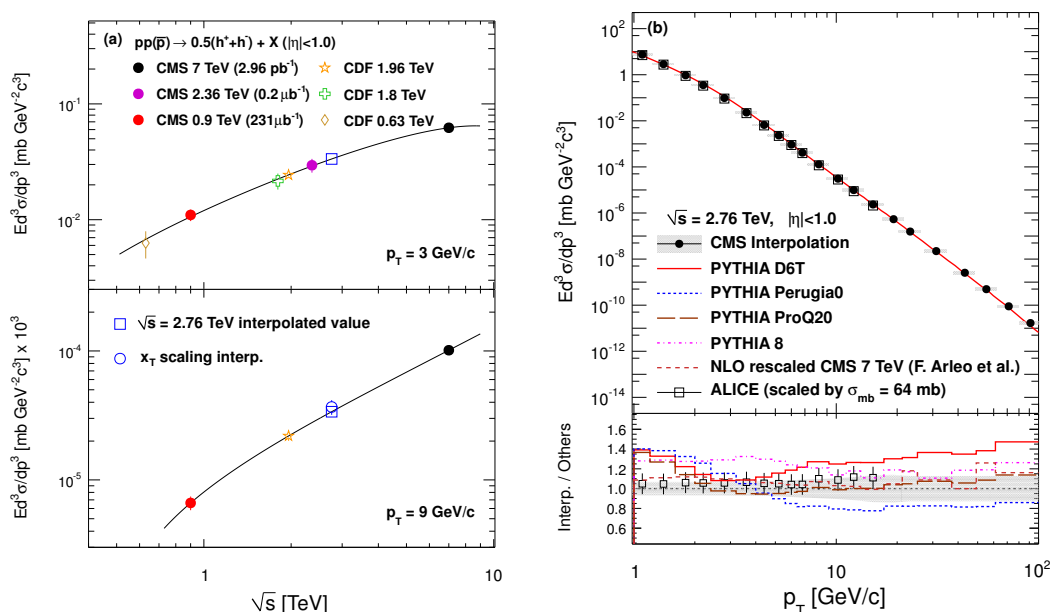 (a) pp(p̅)→ 0.5(h⁺+h⁻) + X (|η|<1.0)
CMS 7 TeV (2.96 pb⁻¹)
CMS 2.36 TeV (0.2 μb⁻¹)
CMS 0.9 TeV (231μb⁻¹)
CDF 1.96 TeV
CDF 1.8 TeV
CDF 0.63 TeV
10⁻¹
10⁻²
Ed³σ/dp³ [mb GeV⁻²c³]
p_T = 3 GeV/c
√s = 2.76 TeV interpolated value
x_T scaling interp.
10⁻⁴
10⁻⁵
Ed³σ/dp³ [mb GeV⁻²c³] x 10³
p_T = 9 GeV/c
1 10
√s [TeV]
(b)
10²
1
10⁻²
10⁻⁴
10⁻⁶
10⁻⁸
10⁻¹⁰
10⁻¹²
10⁻¹⁴
Ed³σ/dp³ [mb GeV⁻²c³]
√s = 2.76 TeV, |η|<1.0
CMS Interpolation
PYTHIA D6T
PYTHIA Perugia0
PYTHIA ProQ20
PYTHIA 8
NLO rescaled CMS 7 TeV (F. Arleo et al.)
ALICE (scaled by σ_mb = 64 mb)
1.6
1.4
1.2
1.0
0.8
0.6
Interp. / Others
1 10 10²
p_T [GeV/c]